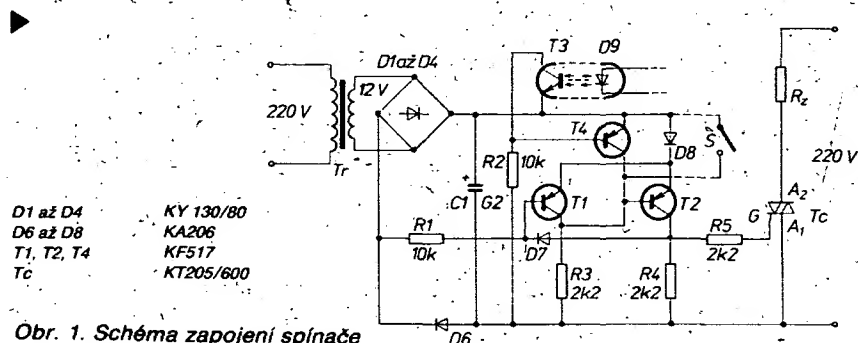 T3 D9
D1 až D4
12 V
220 V
Tr
T4
R2 10k
D8
Š
Rz
220 V
C1 G2
T1
T2
R5
2k2
G
A2
A1
Tc
R1
10k
D7
R3
2k2
R4
2k2
D6
D1 až D4 KY 130/80
D6 až D8 KA206
T1, T2, T4 KF517
Tc KT205/600
Obr. 1. Schéma zapojení spínače